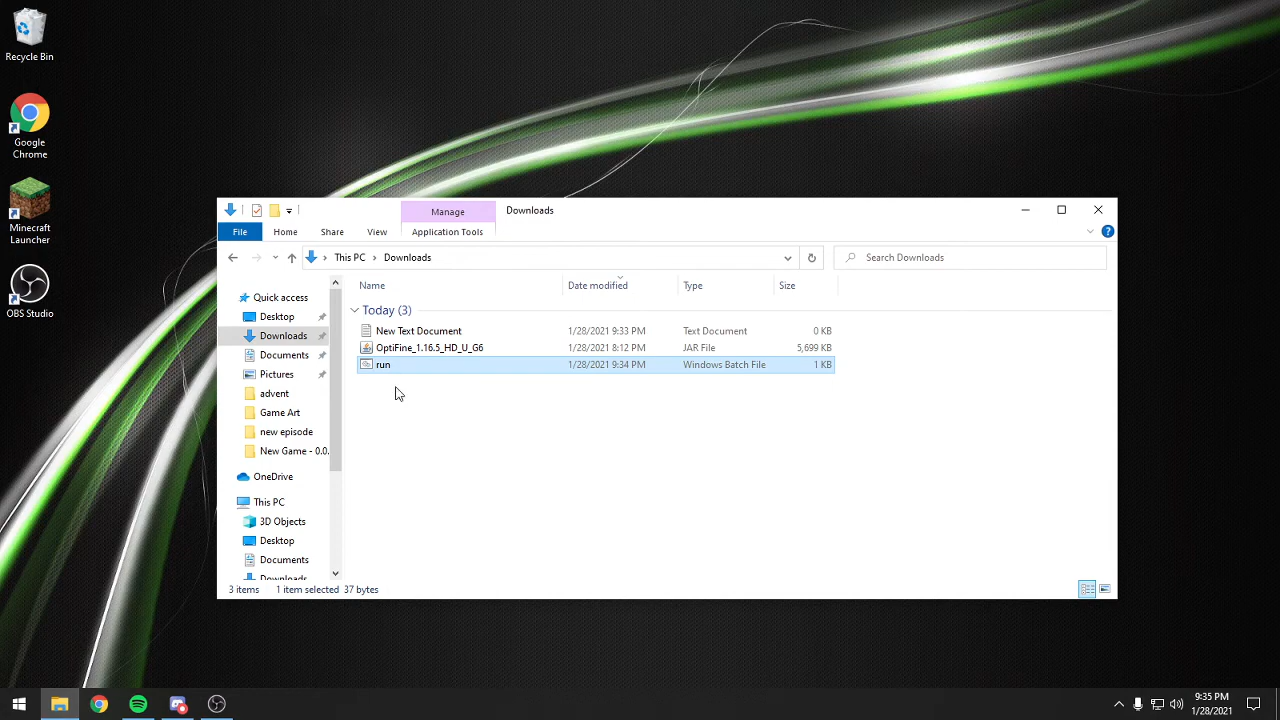 Recycle Bin
Google
Chrome
Minecraft
Launcher
OBS Studio
Manage
Downloads
File
Home
Share
View
Application Tools
This PC
Downloads
Search Downloads
Name
Date modified
Type
Size
Quick access
Desktop
Downloads
Documents
Pictures
advent
Game Art
new episode
New Game - 0.0.
OneDrive
This PC
3D Objects
Desktop
Documents
Downloads
Today (3)
New Text Document 1/28/2021 9:33 PM Text Document 0 KB
OptiFine_1.16.5_HD_U_G6 1/28/2021 8:12 PM JAR File 5,699 KB
run 1/28/2021 9:34 PM Windows Batch File 1 KB
3 items 1 item selected 37 bytes
9:35 PM
1/28/2021